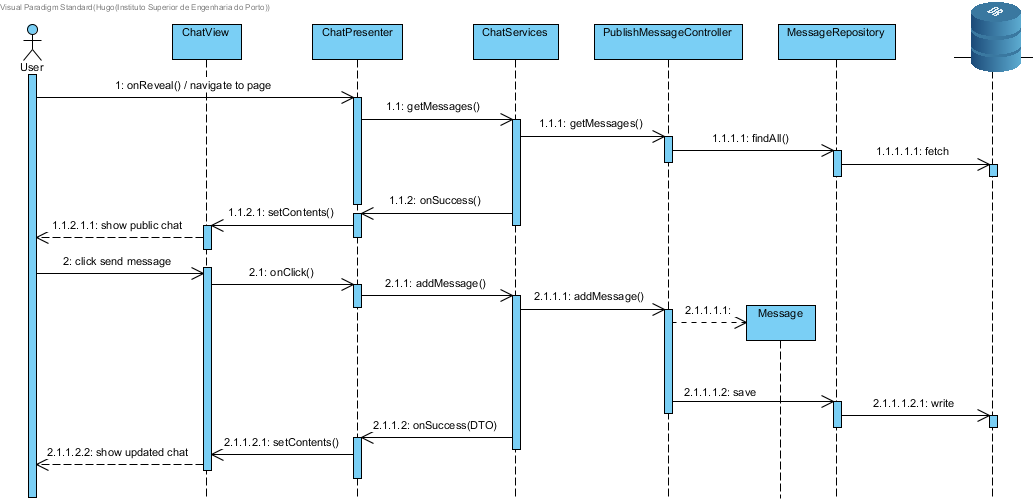 Visual Paradigm Standard(Hugo(Instituto Superior de Engenharia do Porto))
User
ChatView
ChatPresenter
ChatServices
PublishMessageController
MessageRepository
DB
1: onReveal() / navigate to page
1.1: getMessages()
1.1.1: getMessages()
1.1.1.1: findAll()
1.1.1.1.1: fetch
1.1.2: onSuccess()
1.1.2.1: setContents()
1.1.2.1.1: show public chat
2: click send message
2.1: onClick()
2.1.1: addMessage()
2.1.1.1: addMessage()
2.1.1.1.1:
Message
2.1.1.1.2: save
2.1.1.1.2.1: write
2.1.1.2: onSuccess(DTO)
2.1.1.2.1: setContents()
2.1.1.2.2: show updated chat